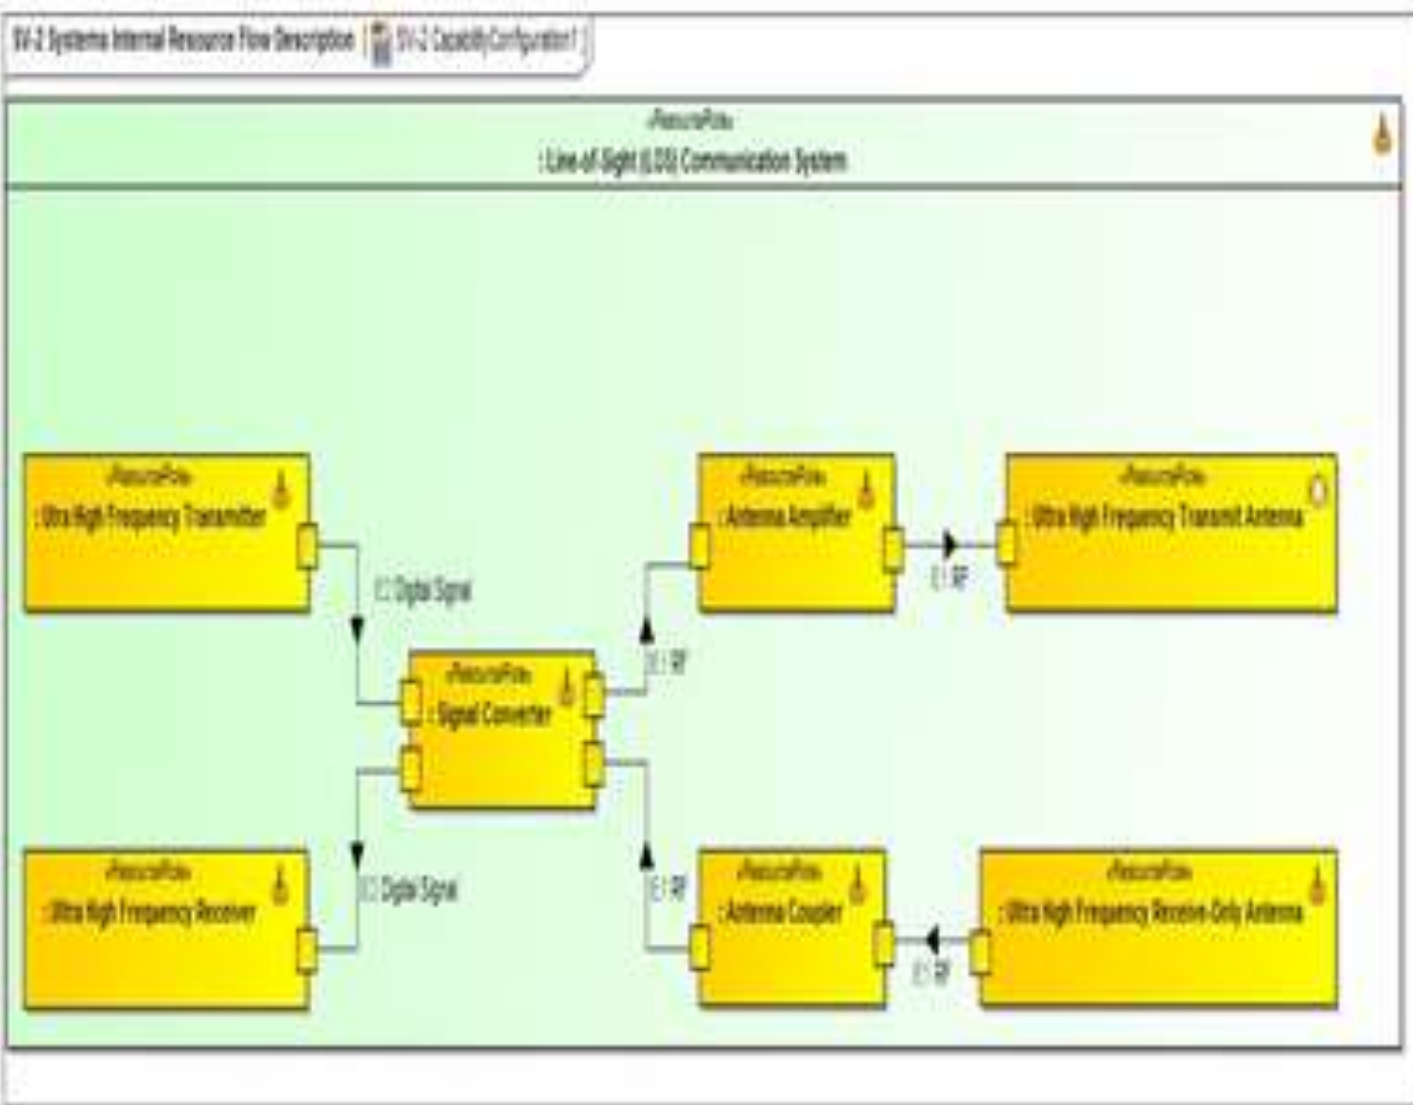 SV-2 Systems Internal Resource Flow Description | SV-2 CapabilityConfiguration1
«ResourceRole»
: Line-of-Sight (LOS) Communication System
«ResourceRole»
: Ultra High Frequency Transmitter
«ResourceRole»
: Antenna Amplifier
«ResourceRole»
: Ultra High Frequency Transmit Antenna
Digital Signal
RF
RF
«ResourceRole»
: Signal Converter
«ResourceRole»
: Ultra High Frequency Receiver
Digital Signal
RF
«ResourceRole»
: Antenna Coupler
RF
«ResourceRole»
: Ultra High Frequency Receive-Only Antenna